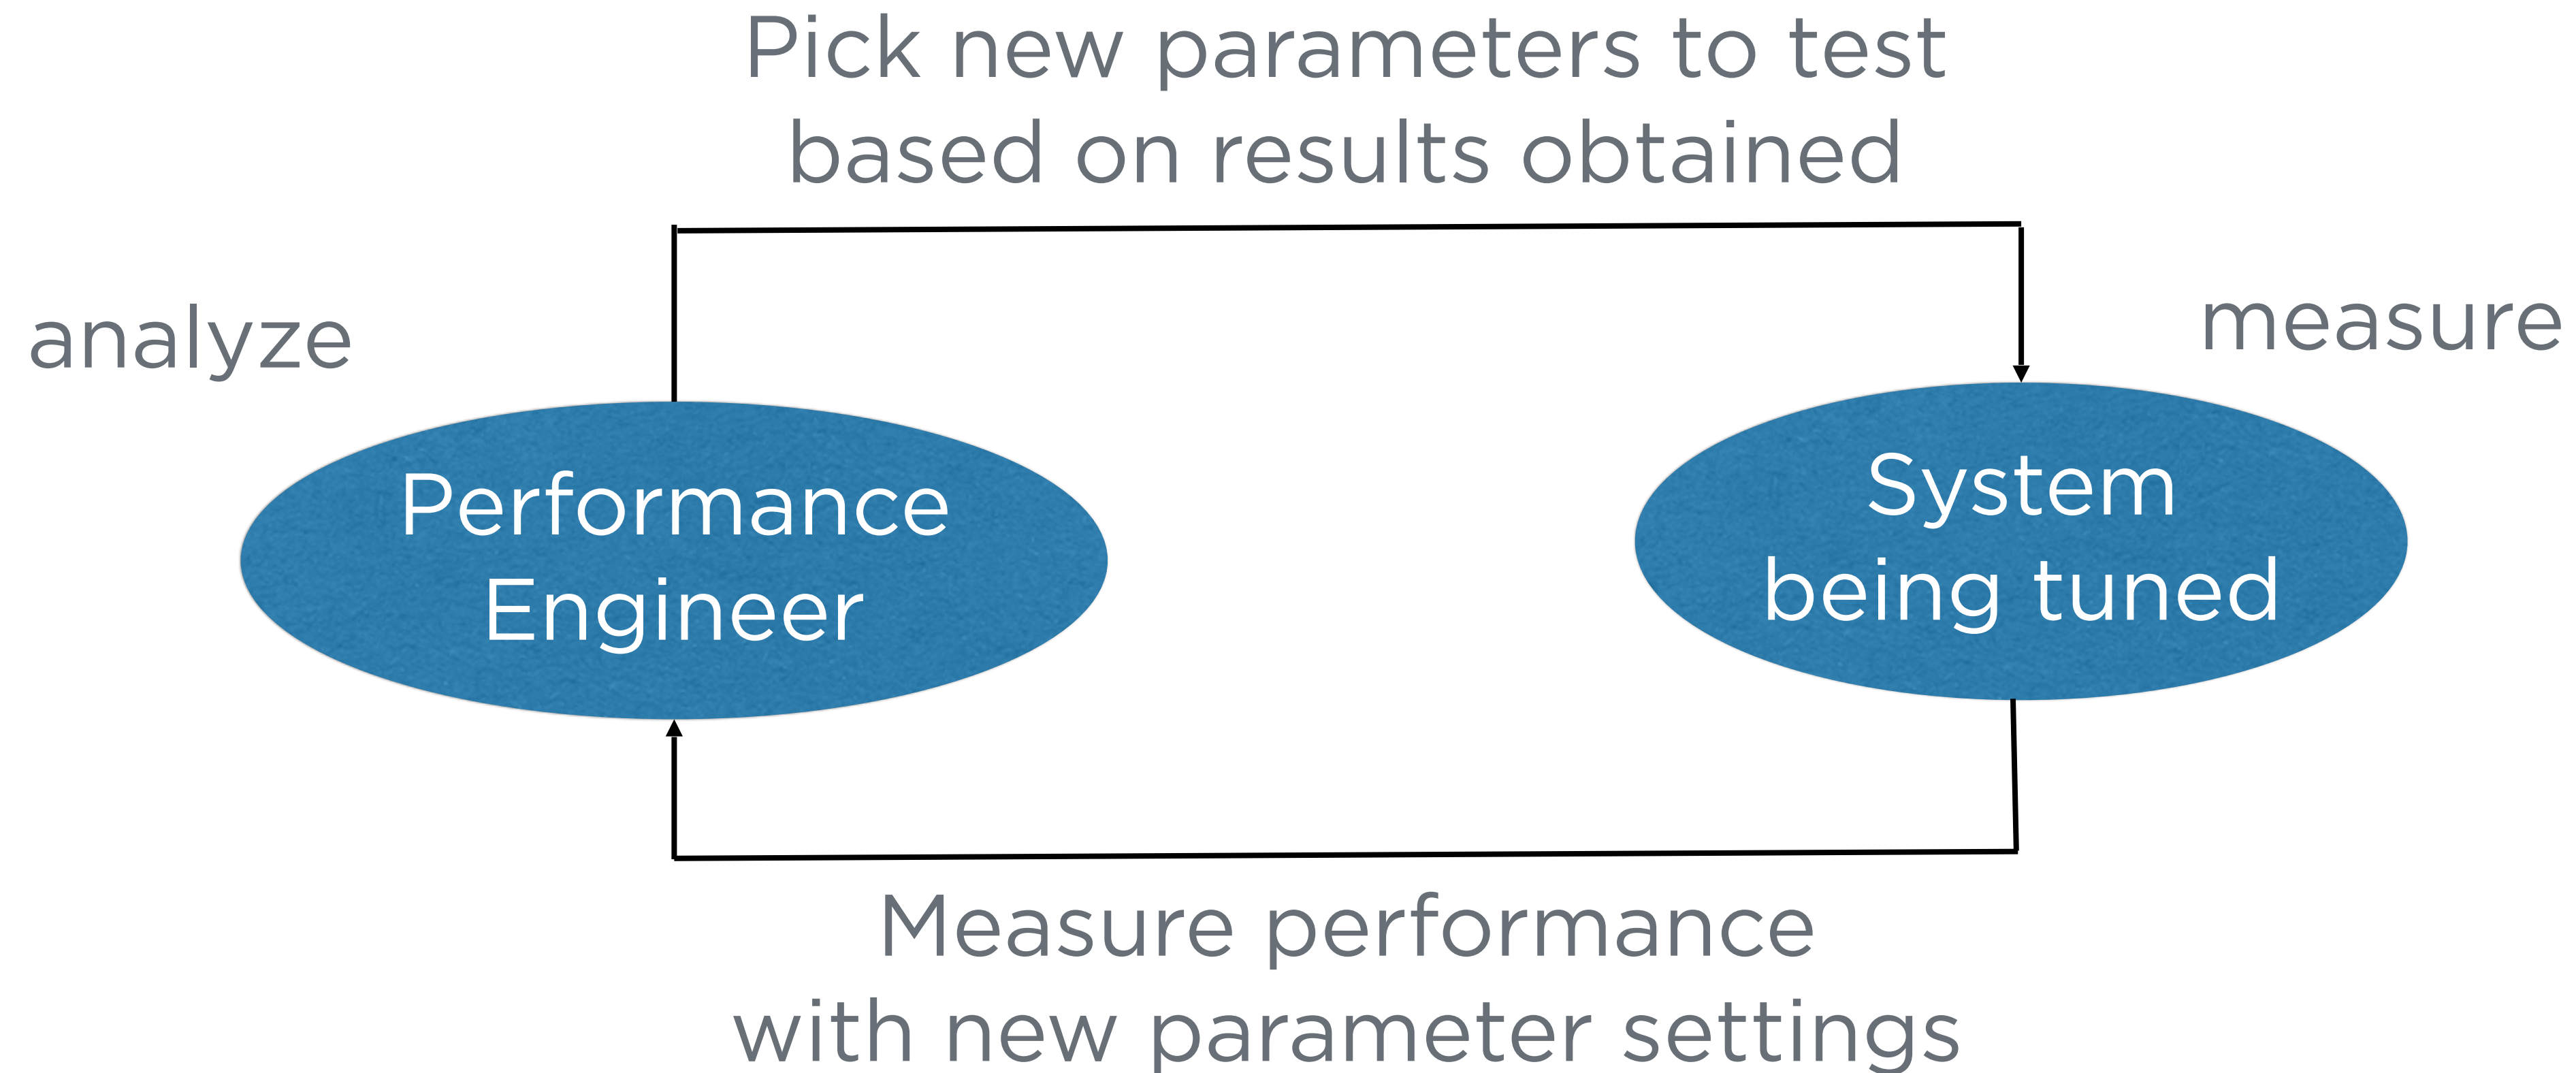 Pick new parameters to test
based on results obtained
analyze
measure
Performance
Engineer
System
being tuned
Measure performance
with new parameter settings